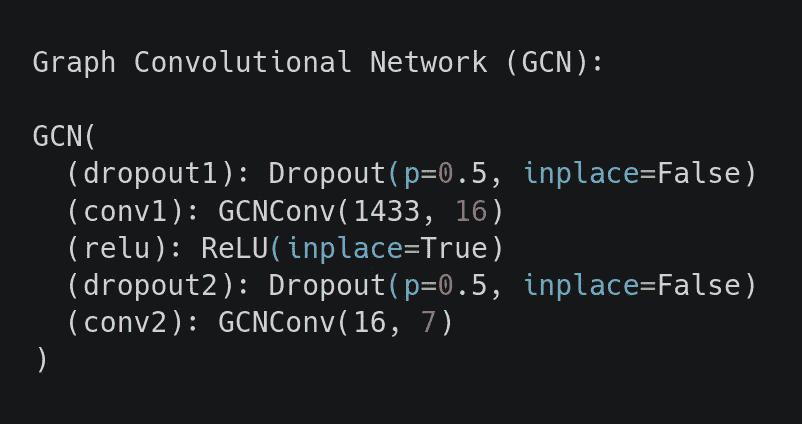 Graph Convolutional Network (GCN):
GCN(
(dropout1): Dropout(p=0.5, inplace=False)
(conv1): GCNConv(1433, 16)
(relu): ReLU(inplace=True)
(dropout2): Dropout(p=0.5, inplace=False)
(conv2): GCNConv(16, 7)
)